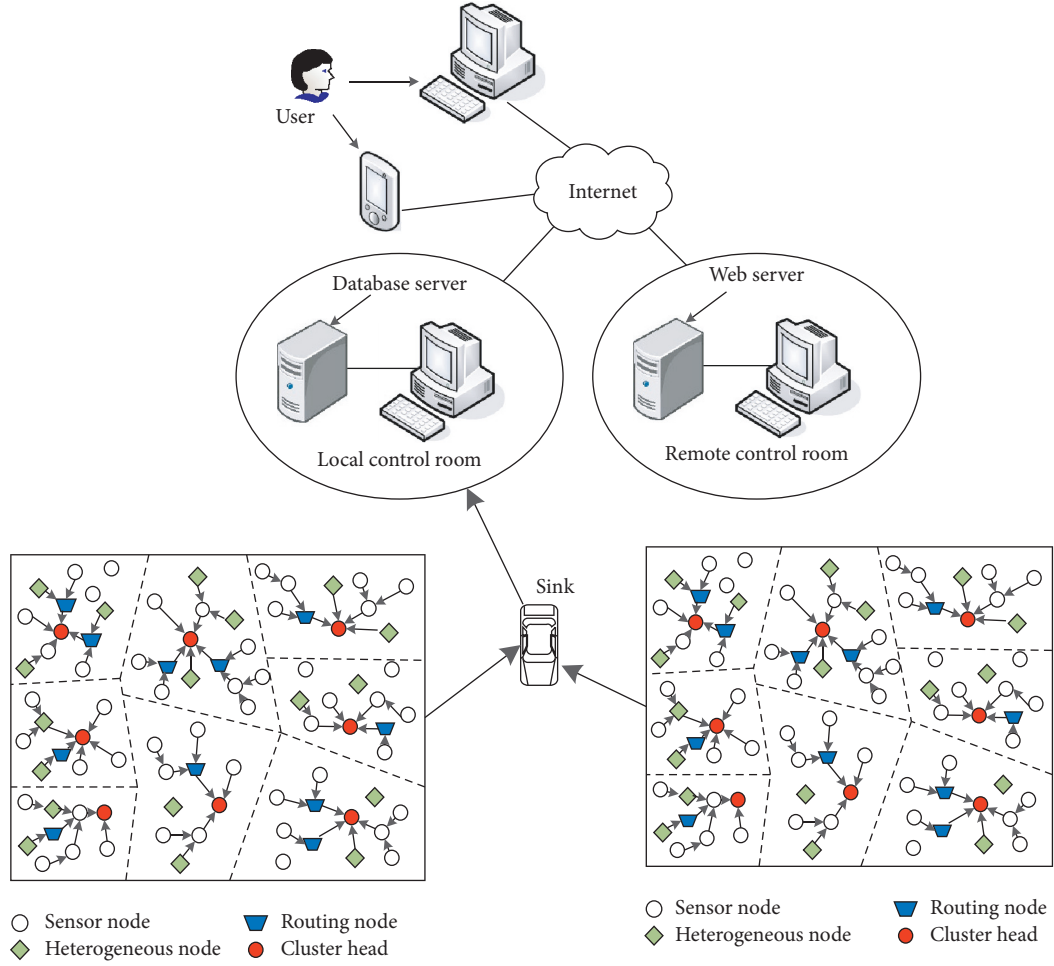 User
Internet
Database server
Web server
Local control room
Remote control room
Sink
Sensor node
Routing node
Heterogeneous node
Cluster head
Sensor node
Routing node
Heterogeneous node
Cluster head